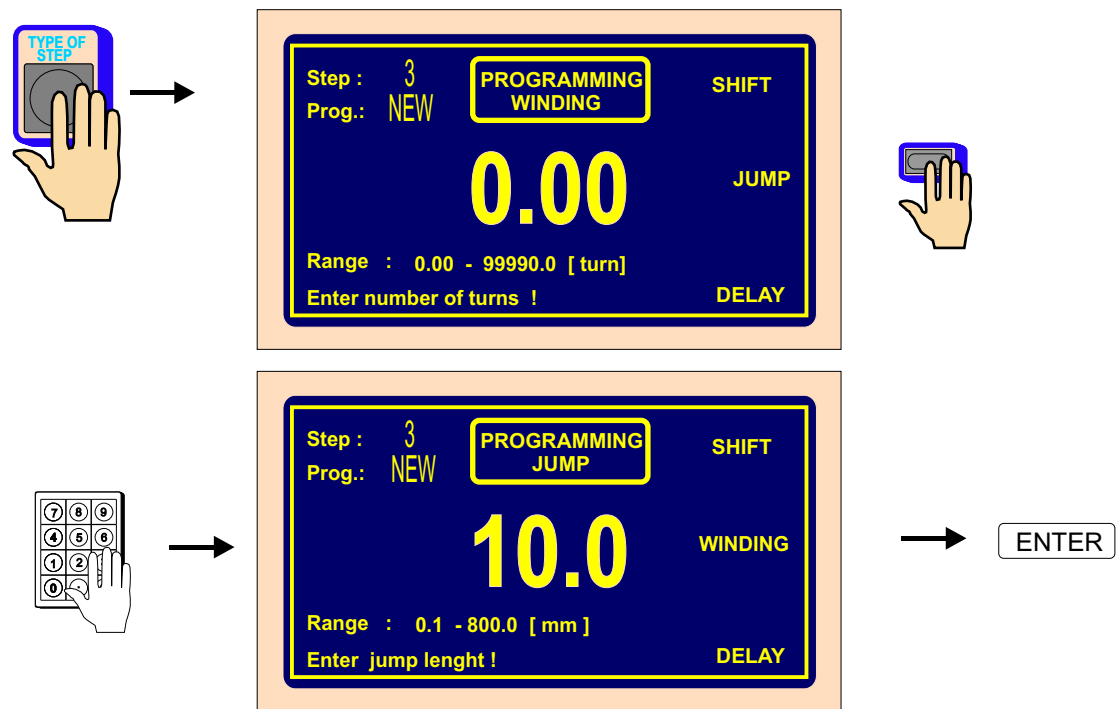 TYPE OF
STEP
Step : 3
Prog.: NEW
PROGRAMMING
WINDING
SHIFT
0.00
JUMP
Range : 0.00 - 99990.0 [ turn]
Enter number of turns !
DELAY
Step : 3
Prog.: NEW
PROGRAMMING
JUMP
SHIFT
7 8 9
4 5 6
1 2
0 .
10.0
WINDING
ENTER
Range : 0.1 - 800.0 [ mm ]
Enter jump lenght !
DELAY